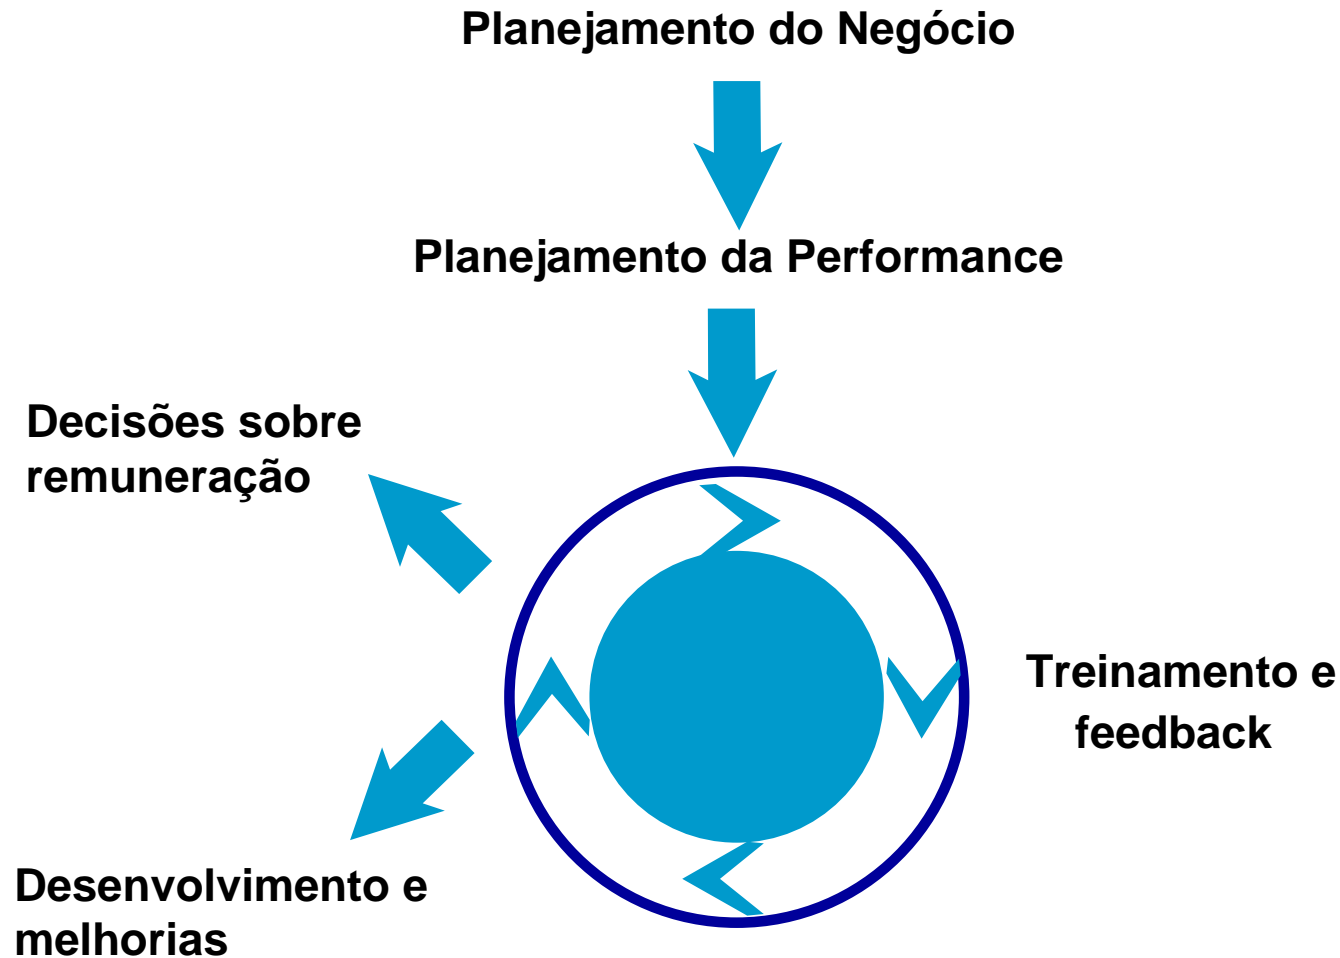 Planejamento do Negócio
Planejamento da Performance
Decisões sobre
remuneração
Treinamento e
feedback
Desenvolvimento e
melhorias